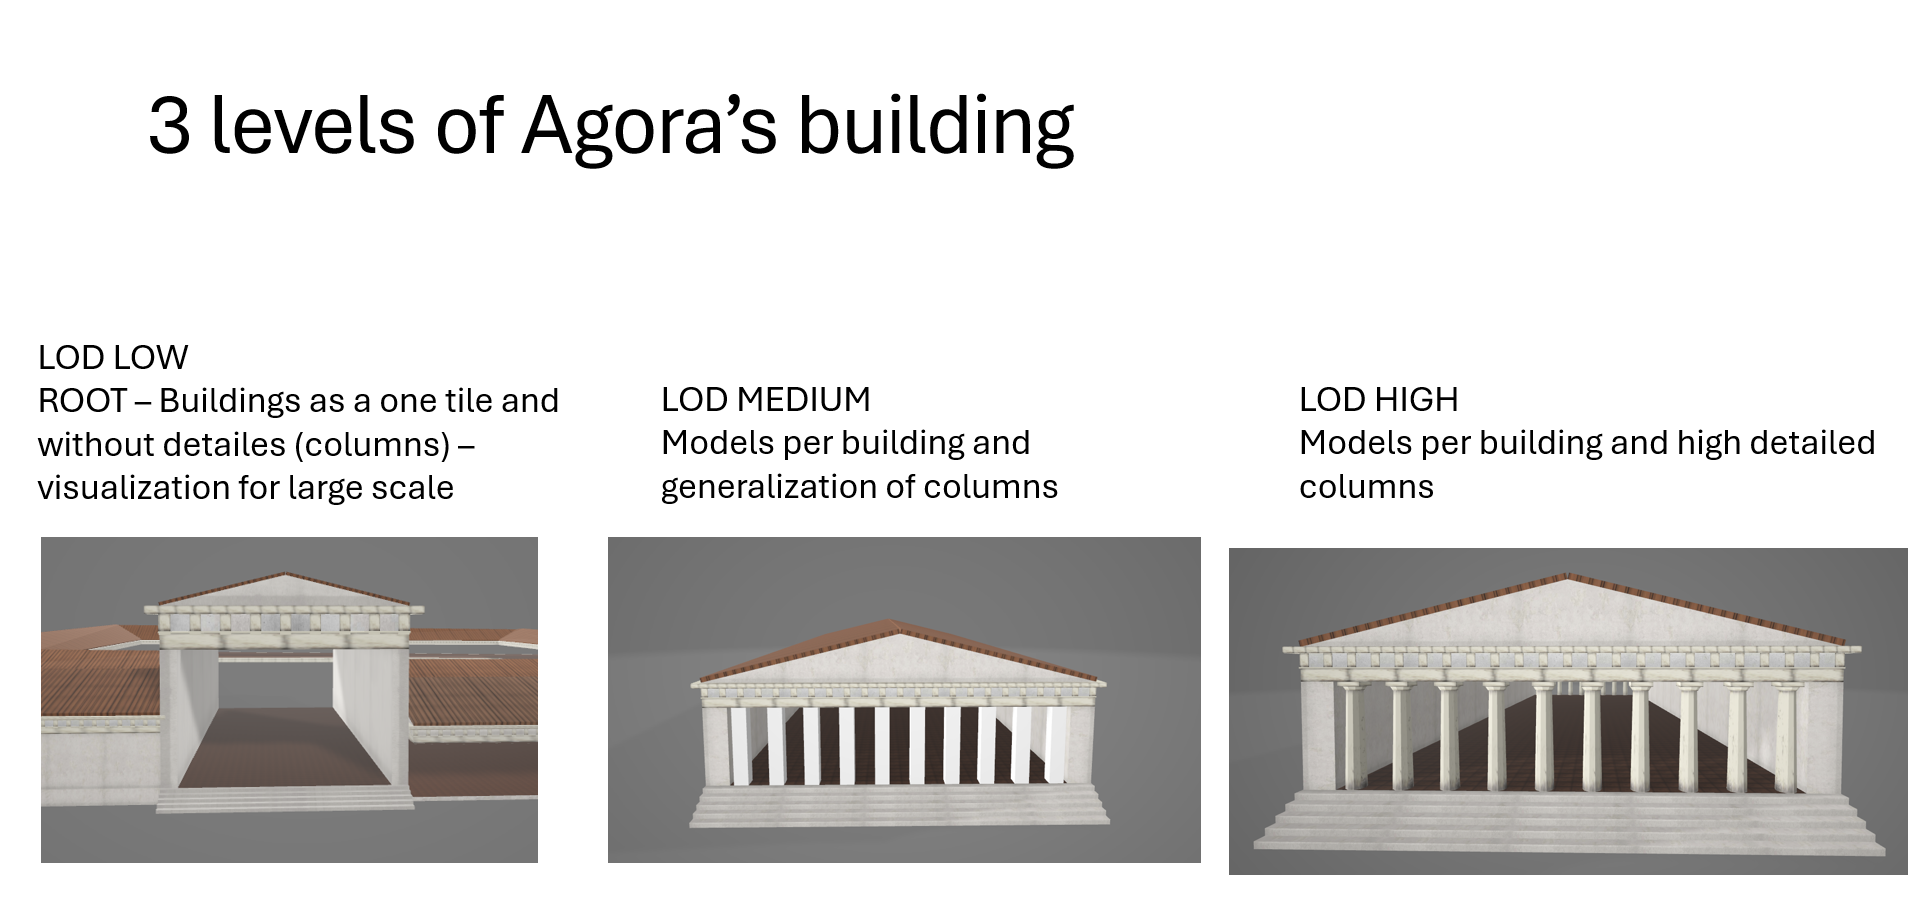 3 levels of Agora’s building
LOD LOW
ROOT – Buildings as a one tile and
without detailes (columns) –
visualization for large scale
LOD MEDIUM
Models per building and
generalization of columns
LOD HIGH
Models per building and high detailed
columns